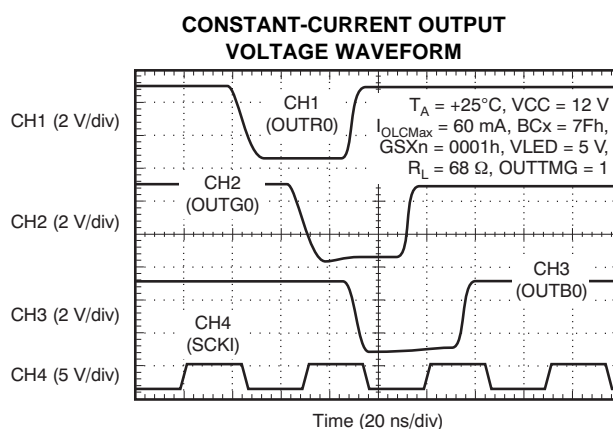 CONSTANT-CURRENT OUTPUT
VOLTAGE WAVEFORM
CH1 (2 V/div)
CH1
(OUTR0)
T_A = +25°C, VCC = 12 V
I_OLCMax = 60 mA, BCx = 7Fh,
GSXn = 0001h, VLED = 5 V,
R_L = 68 Ω, OUTTMG = 1
CH2 (2 V/div)
CH2
(OUTG0)
CH3
(OUTB0)
CH3 (2 V/div)
CH4
(SCKI)
CH4 (5 V/div)
Time (20 ns/div)